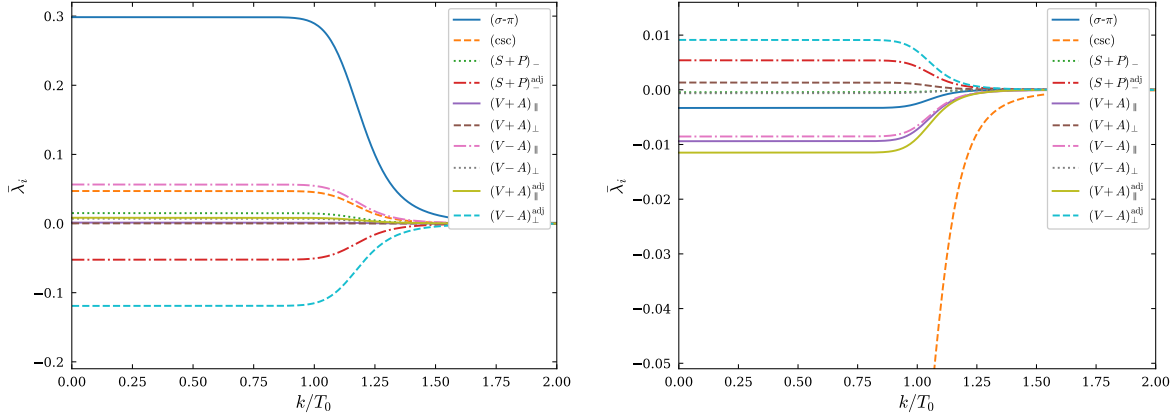 0.3
0.2
0.1
0.0
−0.1
−0.2
λ̄_i
0.00 0.25 0.50 0.75 1.00 1.25 1.50 1.75 2.00
k/T_0
(σ-π)
(csc)
(S+P)_−
(S+P)_−^adj
(V+A)_∥
(V+A)_⊥
(V−A)_∥
(V−A)_⊥
(V+A)_∥^adj
(V−A)_⊥^adj
0.01
0.00
−0.01
−0.02
−0.03
−0.04
−0.05
λ̄_i
0.00 0.25 0.50 0.75 1.00 1.25 1.50 1.75 2.00
k/T_0
(σ-π)
(csc)
(S+P)_−
(S+P)_−^adj
(V+A)_∥
(V+A)_⊥
(V−A)_∥
(V−A)_⊥
(V+A)_∥^adj
(V−A)_⊥^adj